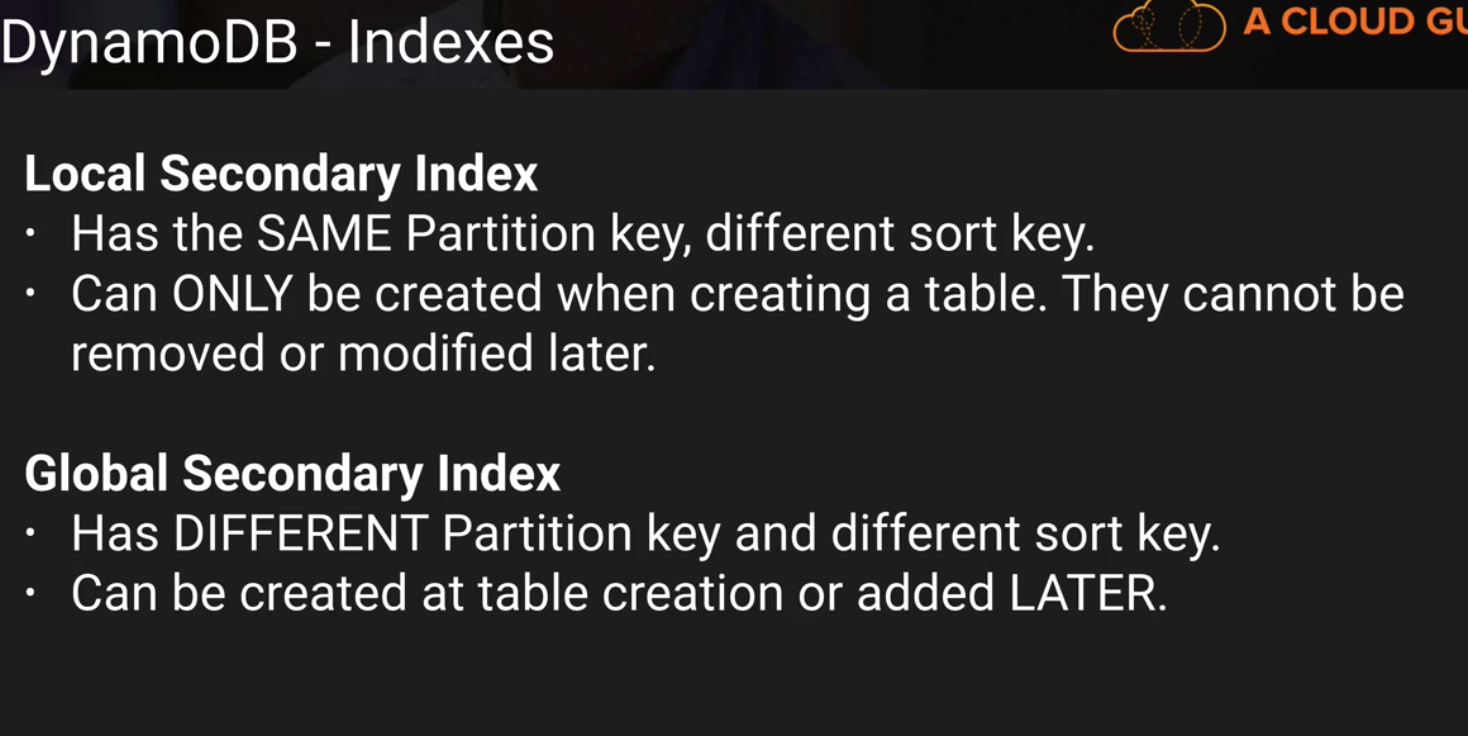 DynamoDB - Indexes
A CLOUD GU
Local Secondary Index
• Has the SAME Partition key, different sort key.
• Can ONLY be created when creating a table. They cannot be
removed or modified later.
Global Secondary Index
• Has DIFFERENT Partition key and different sort key.
• Can be created at table creation or added LATER.